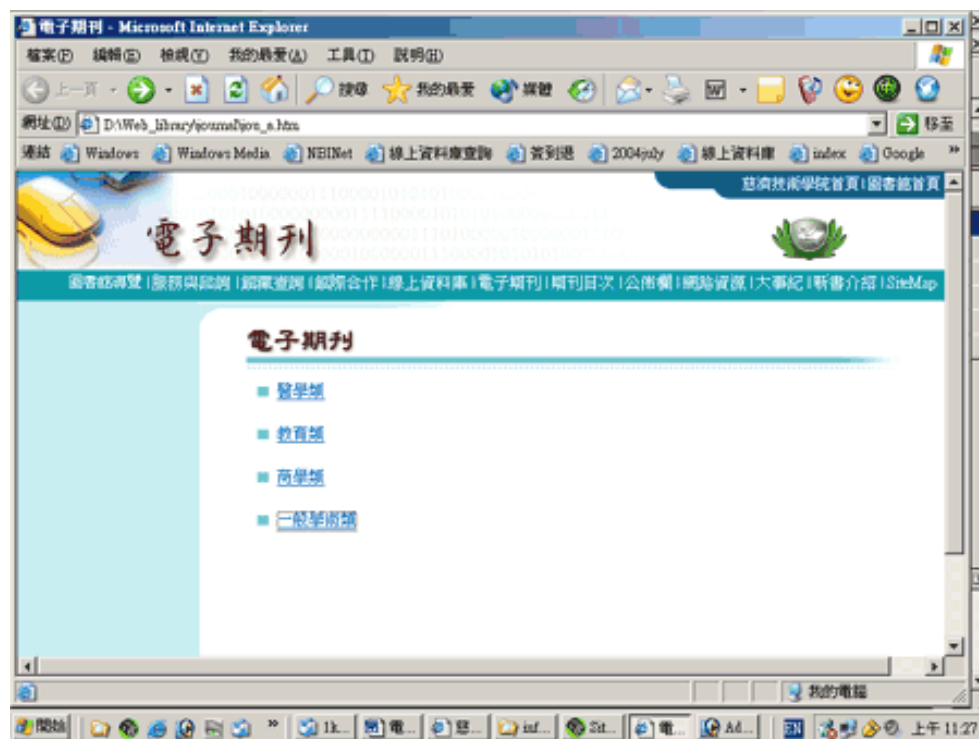 電子期刊 - Microsoft Internet Explorer
檔案(F) 編輯(E) 檢視(V) 我的最愛(A) 工具(T) 說明(H)
上一頁 搜尋 我的最愛 媒體
網址(D) D:\Web_library\journal\jou_a.htm 移至
連結 Windows Windows Media NBINet 線上資料庫查詢 簽到退 2004july 線上資料庫 index Google »
慈濟技術學院首頁 | 圖書館首頁
電子期刊
圖書館導覽 | 服務與諮詢 | 館藏查詢 | 館際合作 | 線上資料庫 | 電子期刊 | 期刊目次 | 公佈欄 | 網路資源 | 大事紀 | 新書介紹 | SiteMap
電子期刊
醫學類
教育類
商學類
一般學術類
我的電腦
開始 » 1k... 電... 慈... inf... Sit... 電... Ad... EN 上午 11:27